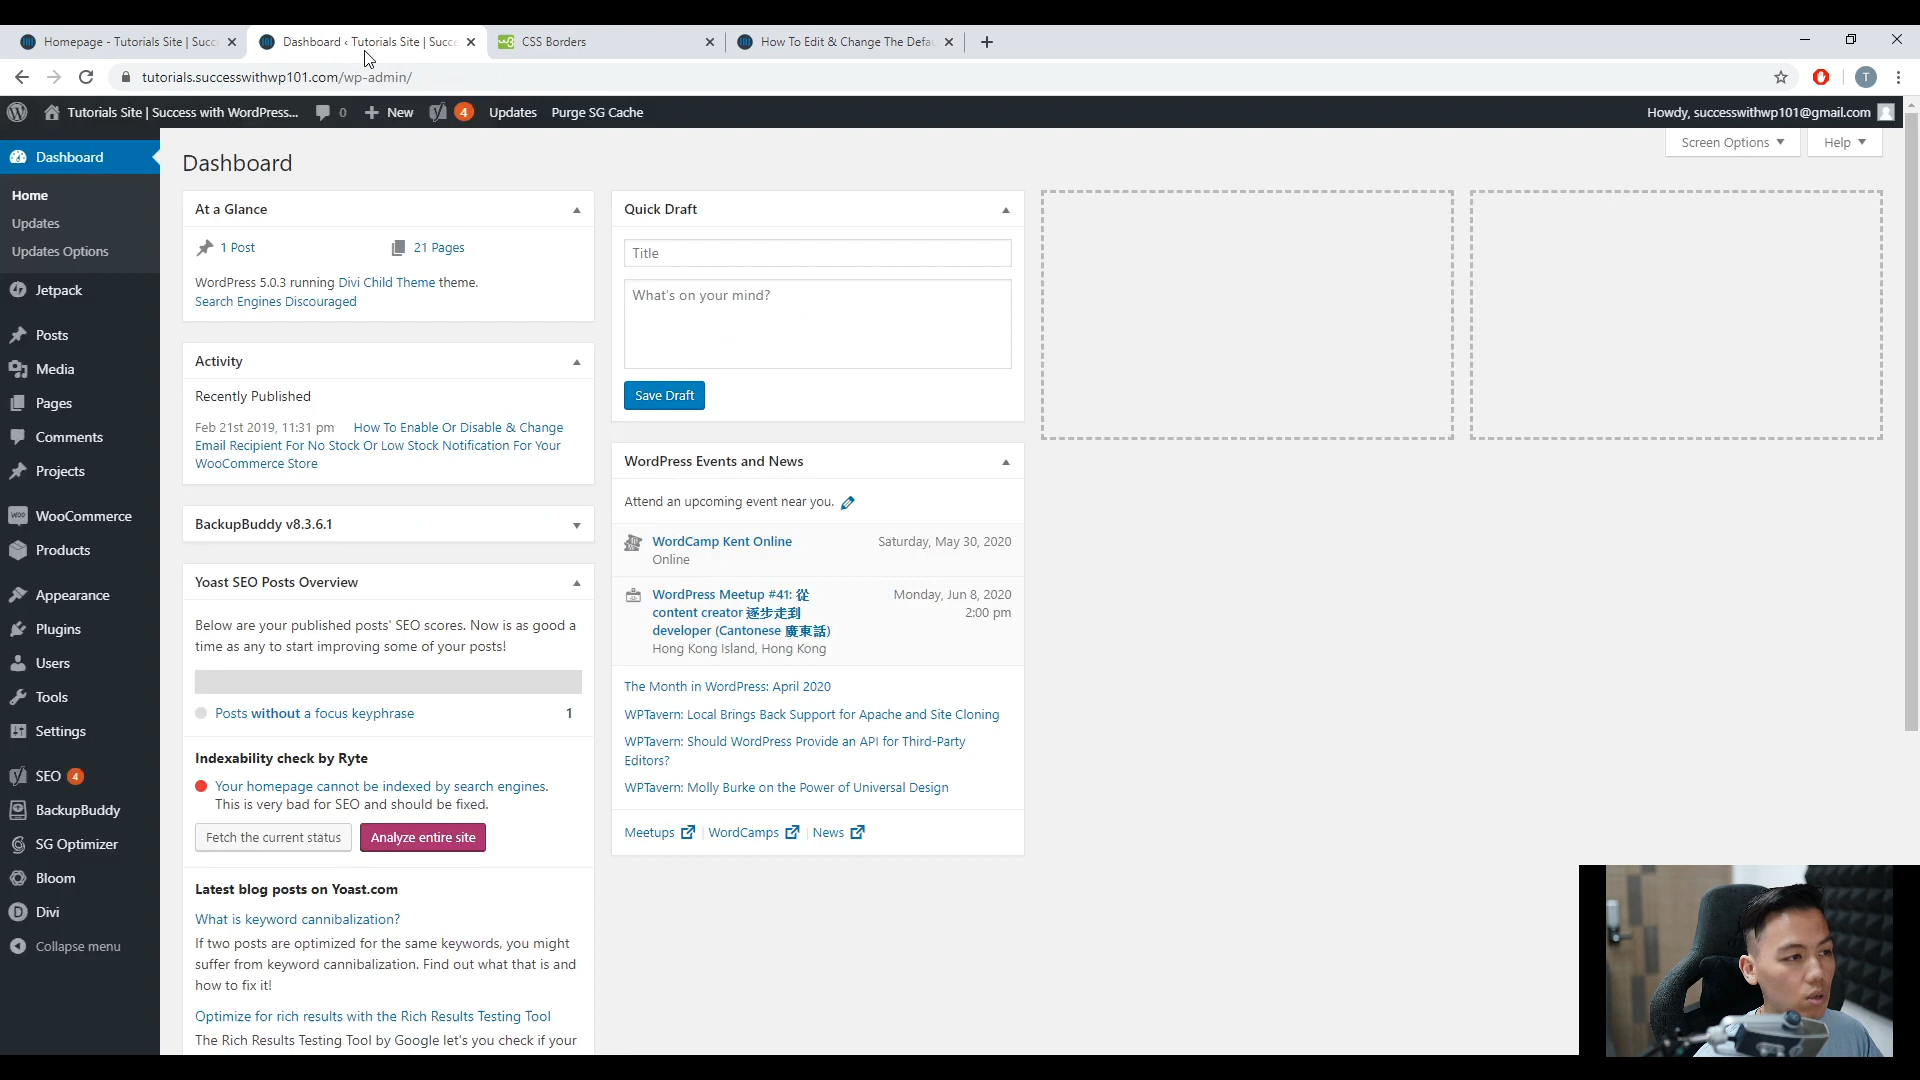 Homepage - Tutorials Site | Succ
Dashboard ‹ Tutorials Site | Succe
CSS Borders
How To Edit & Change The Defau
tutorials.successwithwp101.com/wp-admin/
T
Tutorials Site | Success with WordPress...
0
New
4
Updates
Purge SG Cache
Howdy, successwithwp101@gmail.com
Screen Options
Help
Dashboard
Home
Updates
Updates Options
Jetpack
Posts
Media
Pages
Comments
Projects
WooCommerce
Products
Appearance
Plugins
Users
Tools
Settings
SEO 4
BackupBuddy
SG Optimizer
Bloom
Divi
Collapse menu
Dashboard
At a Glance
1 Post
21 Pages
WordPress 5.0.3 running Divi Child Theme theme.
Search Engines Discouraged
Activity
Recently Published
Feb 21st 2019, 11:31 pm How To Enable Or Disable & Change
Email Recipient For No Stock Or Low Stock Notification For Your
WooCommerce Store
BackupBuddy v8.3.6.1
Yoast SEO Posts Overview
Below are your published posts' SEO scores. Now is as good a
time as any to start improving some of your posts!
Posts without a focus keyphrase 1
Indexability check by Ryte
Your homepage cannot be indexed by search engines.
This is very bad for SEO and should be fixed.
Fetch the current status
Analyze entire site
Latest blog posts on Yoast.com
What is keyword cannibalization?
If two posts are optimized for the same keywords, you might
suffer from keyword cannibalization. Find out what that is and
how to fix it!
Optimize for rich results with the Rich Results Testing Tool
The Rich Results Testing Tool by Google let's you check if your
Quick Draft
Title
What's on your mind?
Save Draft
WordPress Events and News
Attend an upcoming event near you.
WordCamp Kent Online Saturday, May 30, 2020
Online
WordPress Meetup #41: 從 Monday, Jun 8, 2020
content creator 逐步走到 2:00 pm
developer (Cantonese 廣東話)
Hong Kong Island, Hong Kong
The Month in WordPress: April 2020
WPTavern: Local Brings Back Support for Apache and Site Cloning
WPTavern: Should WordPress Provide an API for Third-Party
Editors?
WPTavern: Molly Burke on the Power of Universal Design
Meetups | WordCamps | News